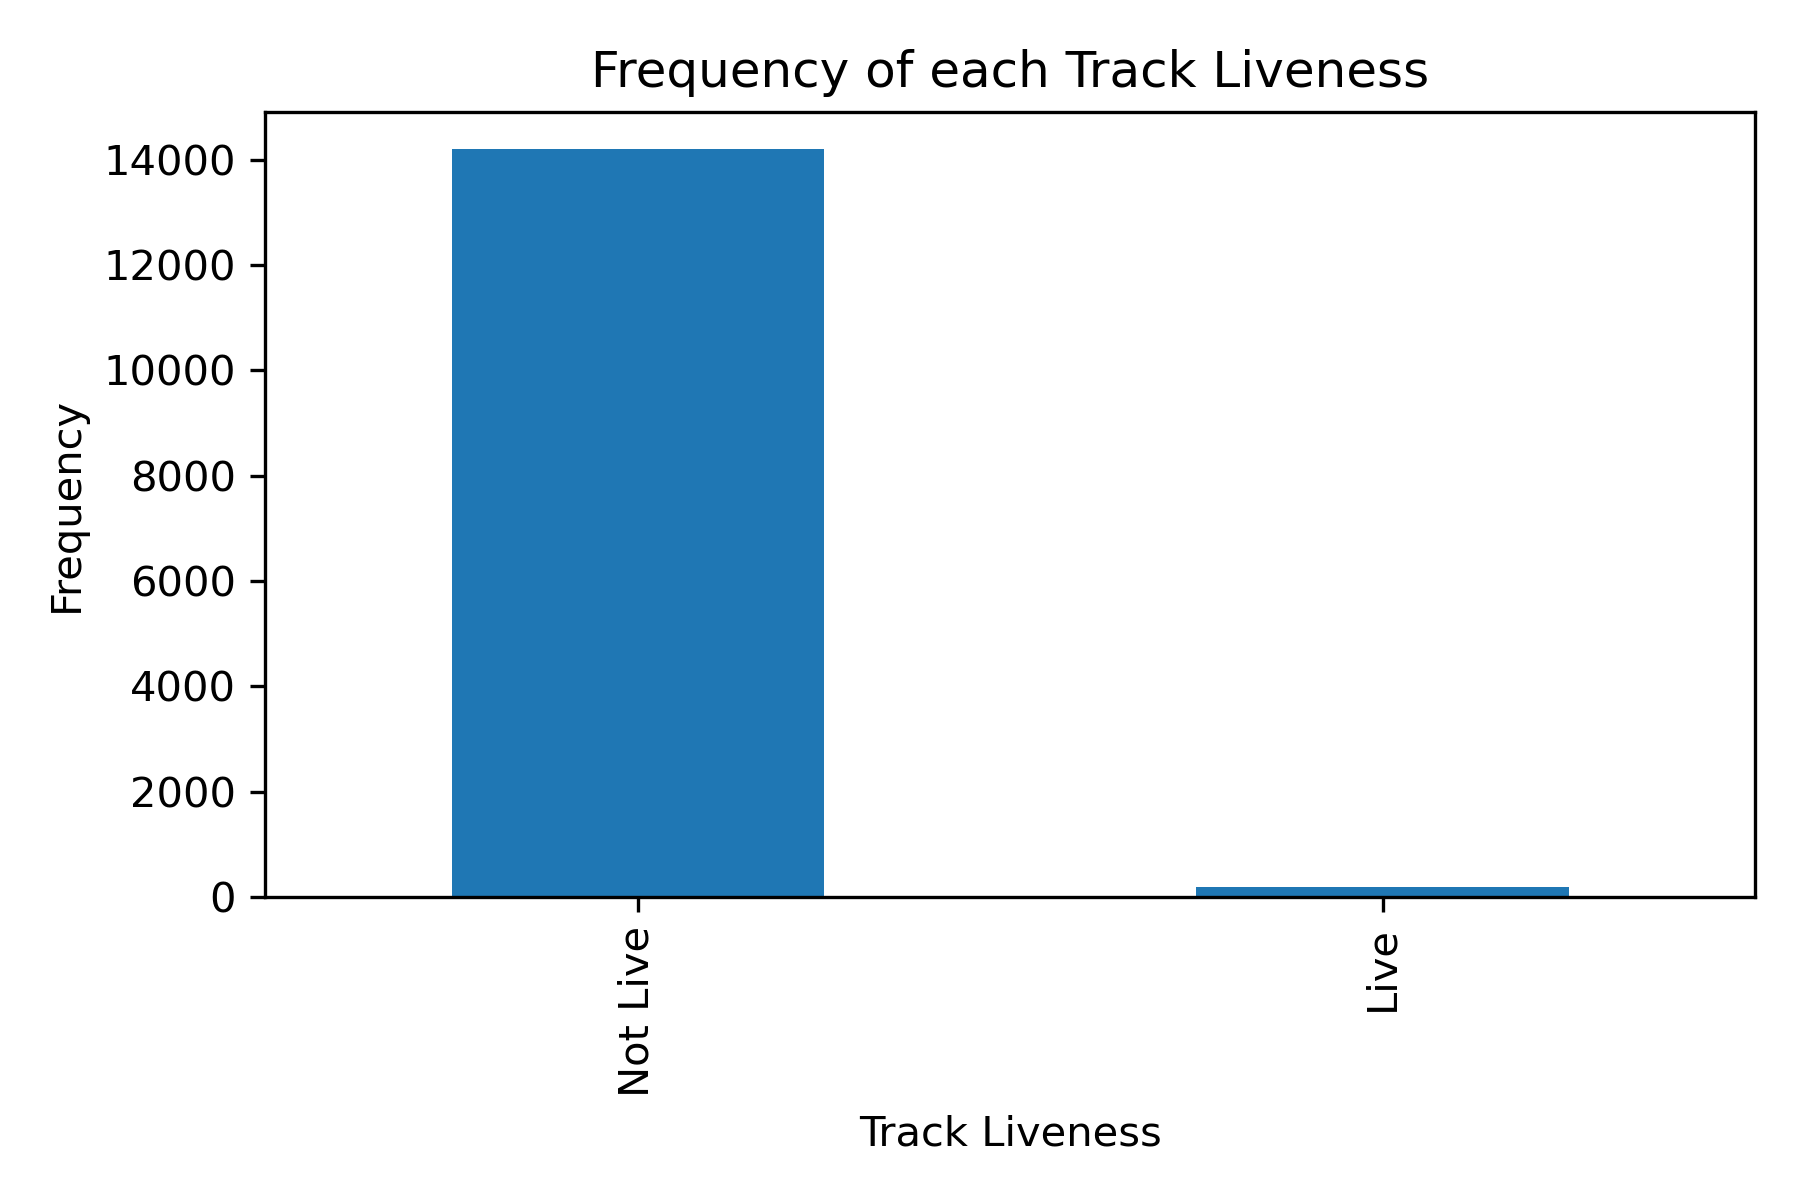 Frequency of each Track Liveness
Frequency
14000
12000
10000
8000
6000
4000
2000
0
Not Live
Live
Track Liveness